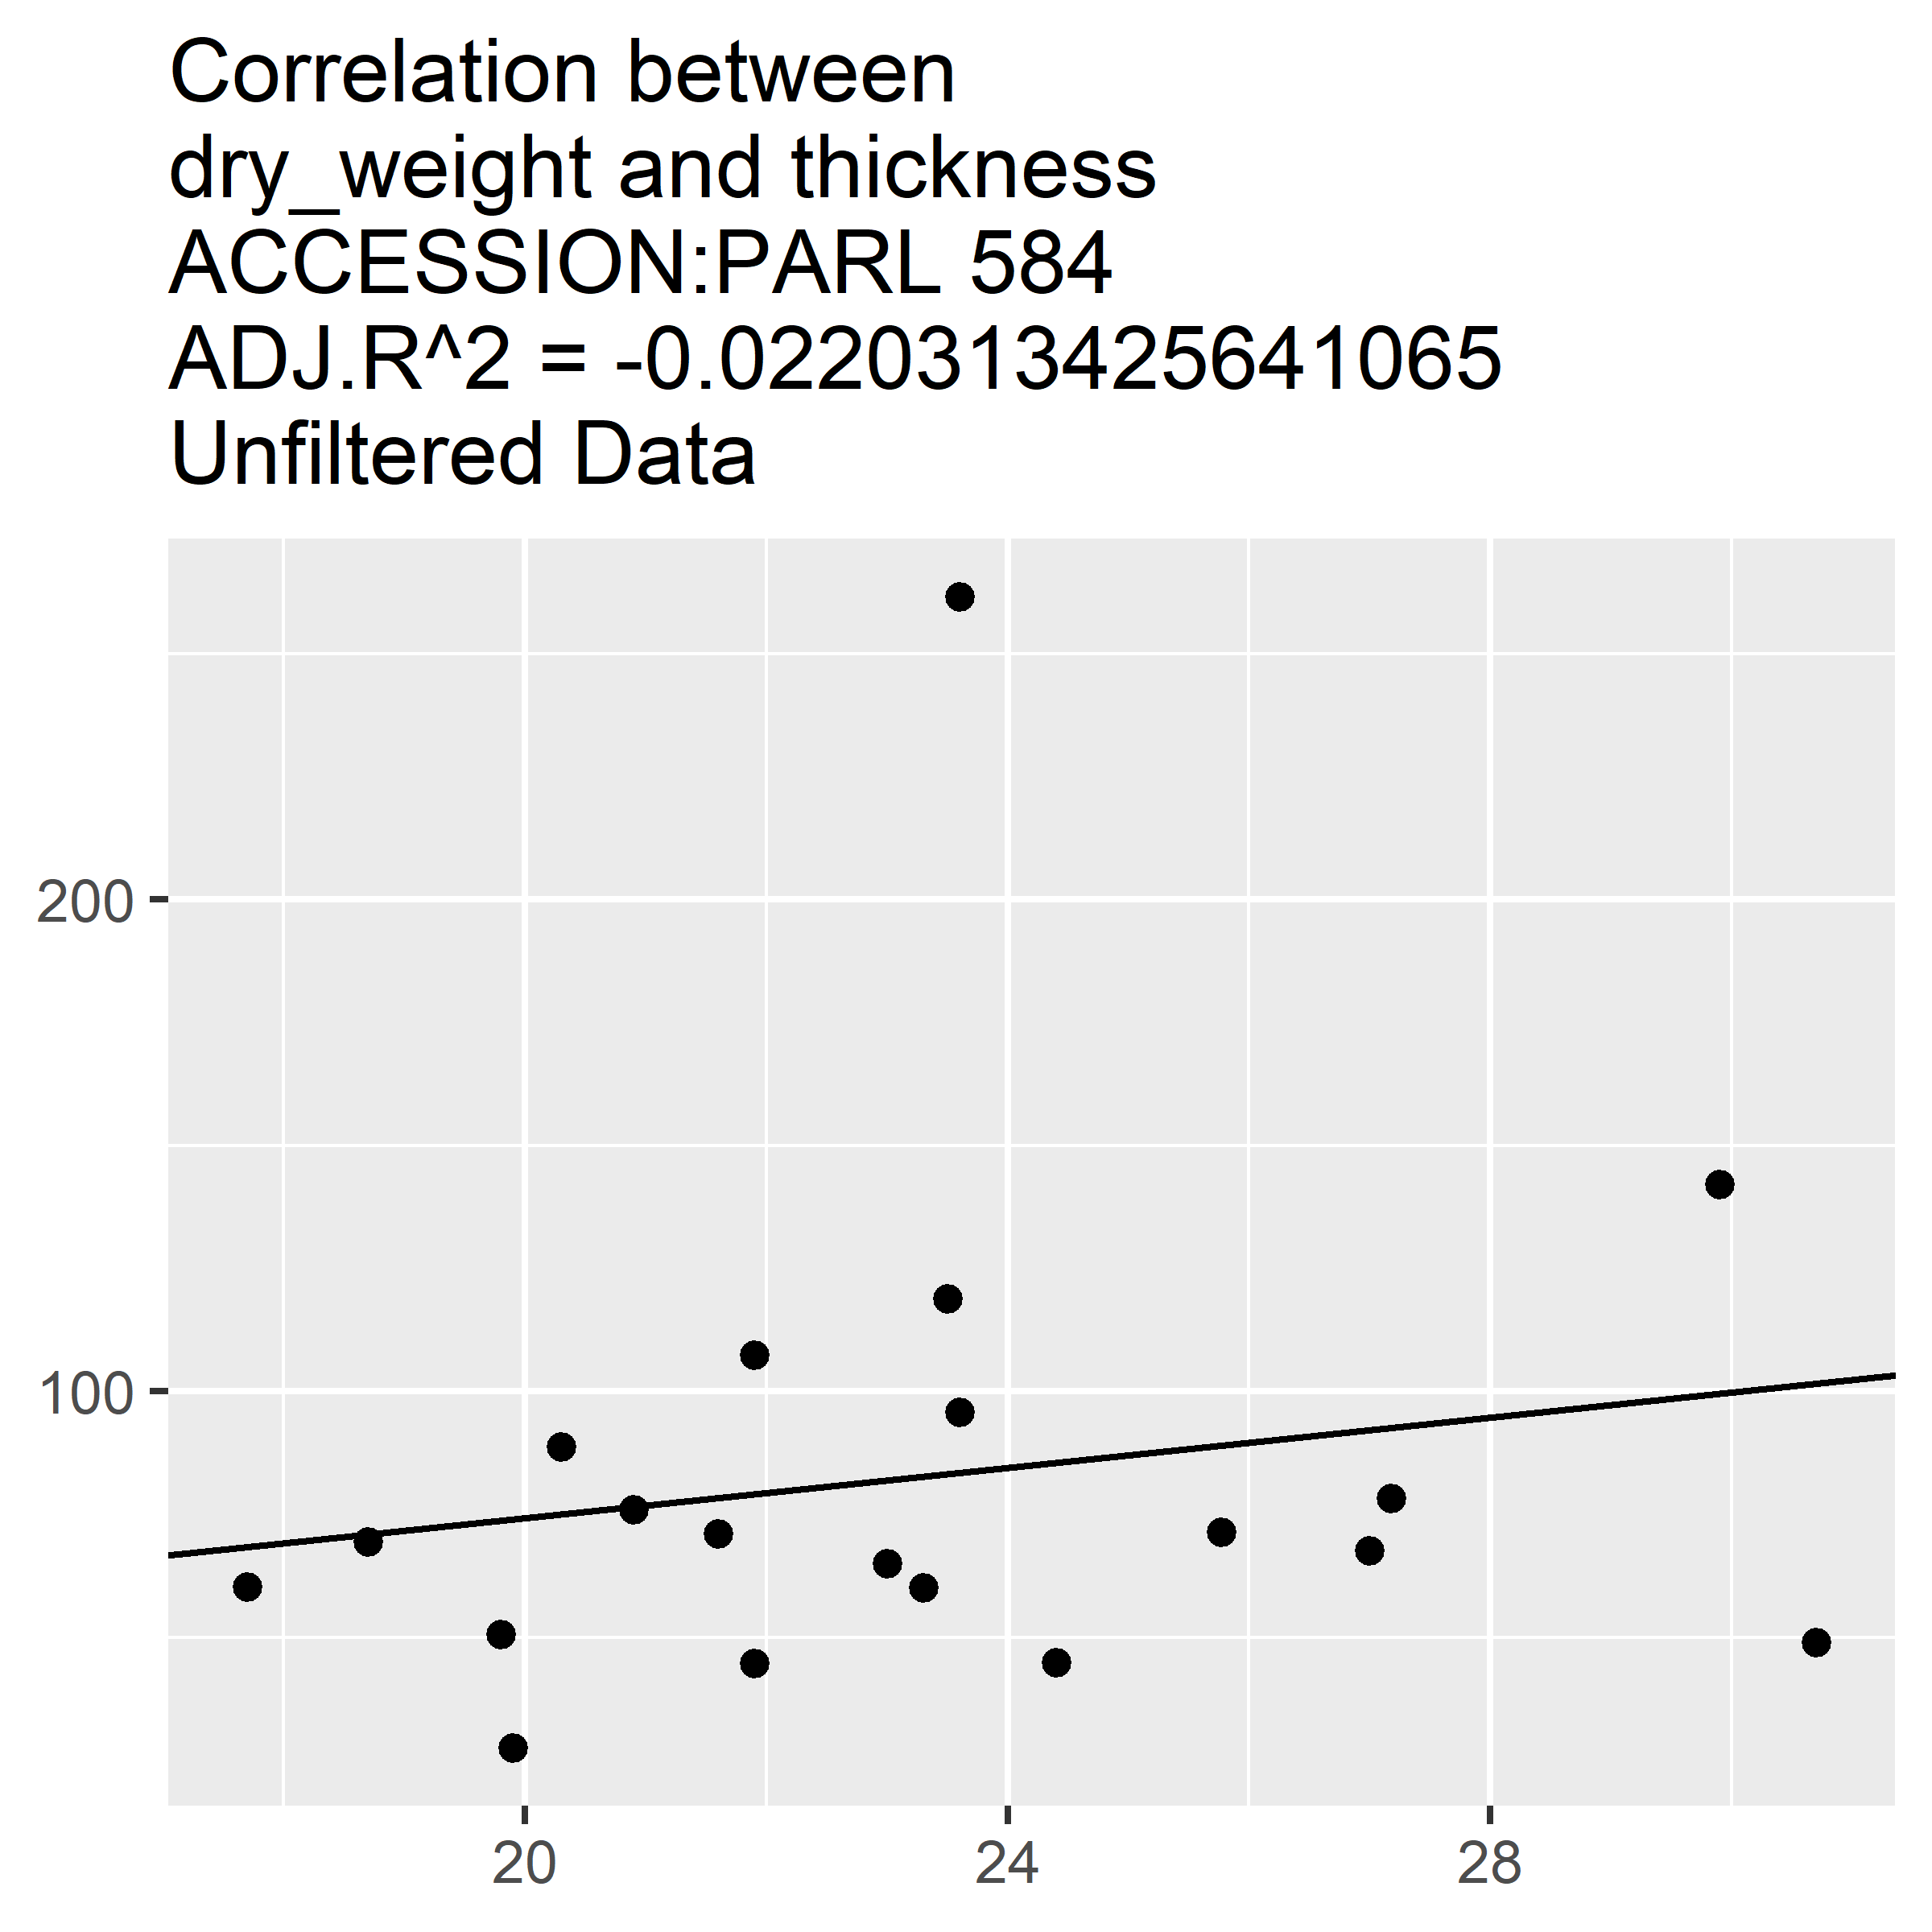 Correlation between
dry_weight and thickness
ACCESSION:PARL 584
ADJ.R^2 = -0.0220313425641065
Unfiltered Data
200
100
20 24 28